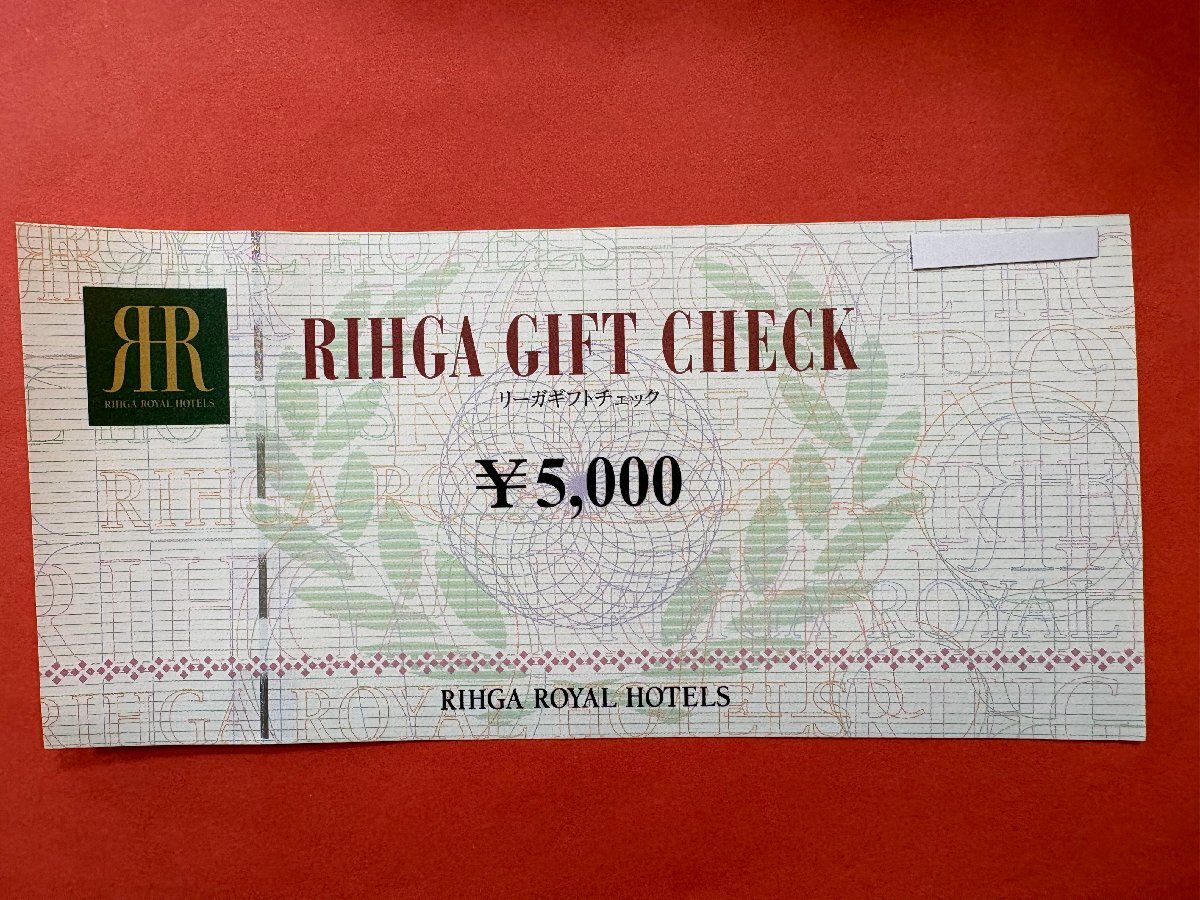 RR
RIHGA ROYAL HOTELS
RIHGA GIFT CHECK
リーガギフトチェック
¥5,000
RIHGA ROYAL HOTELS